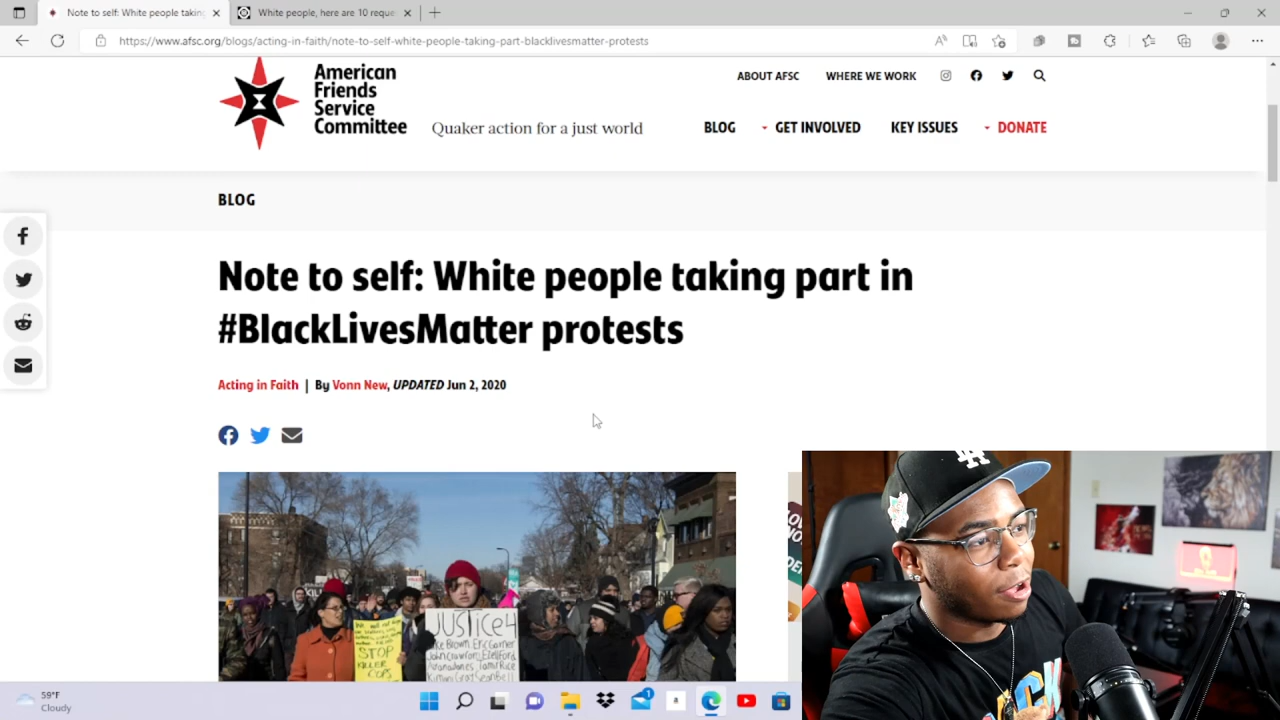 Note to self: White people taking
White people, here are 10 reque
https://www.afsc.org/blogs/acting-in-faith/note-to-self-white-people-taking-part-blacklivesmatter-protests
American
Friends
Service
Committee
Quaker action for a just world
ABOUT AFSC
WHERE WE WORK
BLOG
GET INVOLVED
KEY ISSUES
DONATE
BLOG
Note to self: White people taking part in
#BlackLivesMatter protests
Acting in Faith | By Vonn New, UPDATED Jun 2, 2020
STOP
KILLER
COPS
JUSTICE 4
LA
59°F
Cloudy